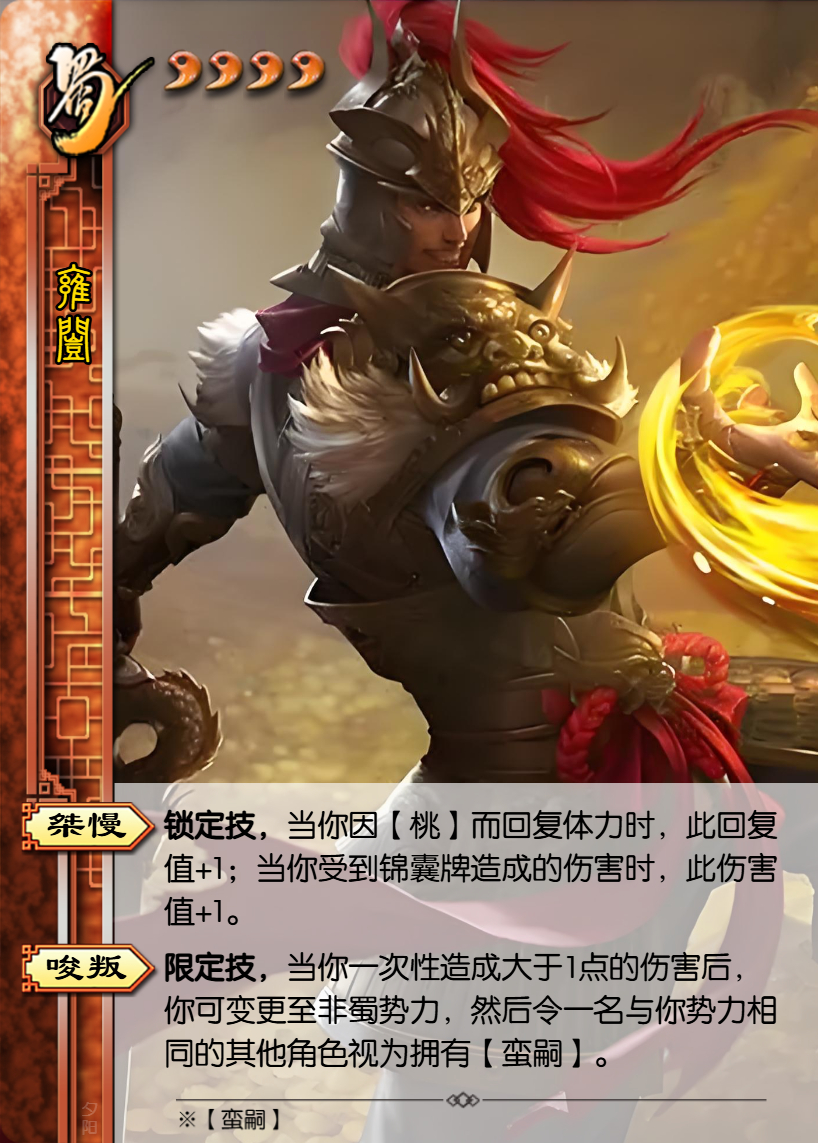 蜀
雍闿
桀慢
锁定技，当你因【桃】而回复体力时，此回复
值+1；当你受到锦囊牌造成的伤害时，此伤害
值+1。
唆叛
限定技，当你一次性造成大于1点的伤害后，
你可变更至非蜀势力，然后令一名与你势力相
同的其他角色视为拥有【蛮嗣】。
※【蛮嗣】
夕阳